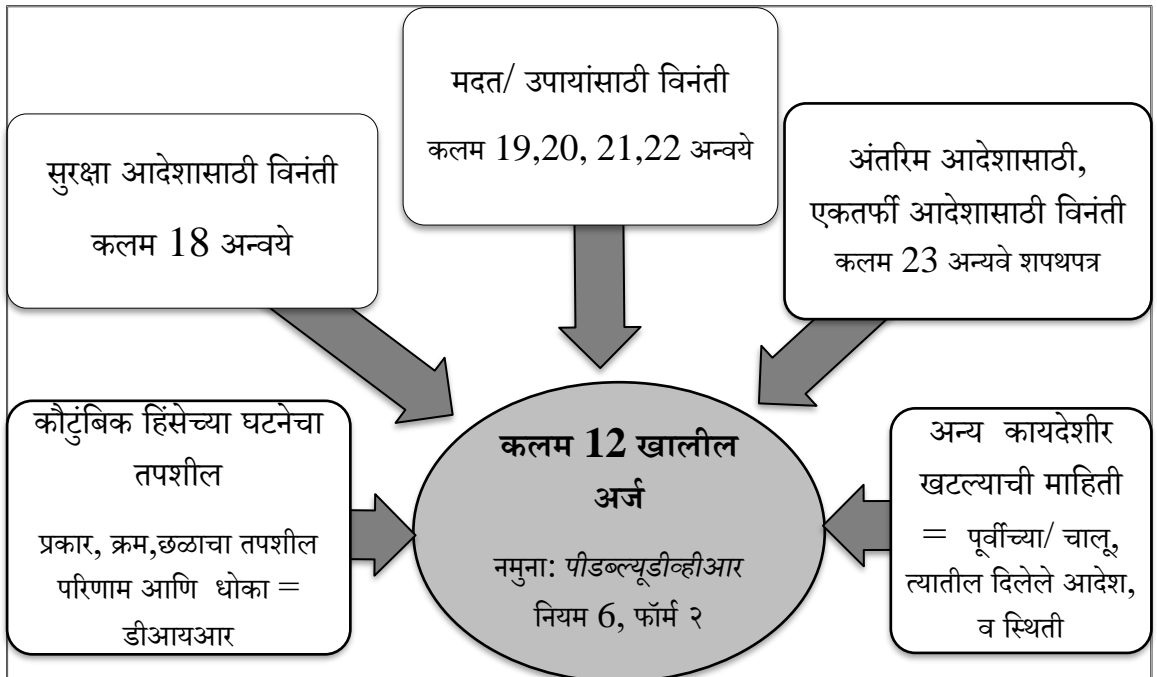 मदत/ उपायांसाठी विनंती
कलम 19,20, 21,22 अन्वये
सुरक्षा आदेशासाठी विनंती
कलम 18 अन्वये
अंतरिम आदेशासाठी,
एकतर्फी आदेशासाठी विनंती
कलम 23 अन्यवे शपथपत्र
कौटुंबिक हिंसेच्या घटनेचा
तपशील
प्रकार, क्रम,छळाचा तपशील
परिणाम आणि धोका =
डीआयआर
कलम 12 खालील
अर्ज
नमुना: पीडब्ल्यूडीव्हीआर
नियम 6, फॉर्म २
अन्य कायदेशीर
खटल्याची माहिती
= पूर्वीच्या/ चालू,
त्यातील दिलेले आदेश,
व स्थिती